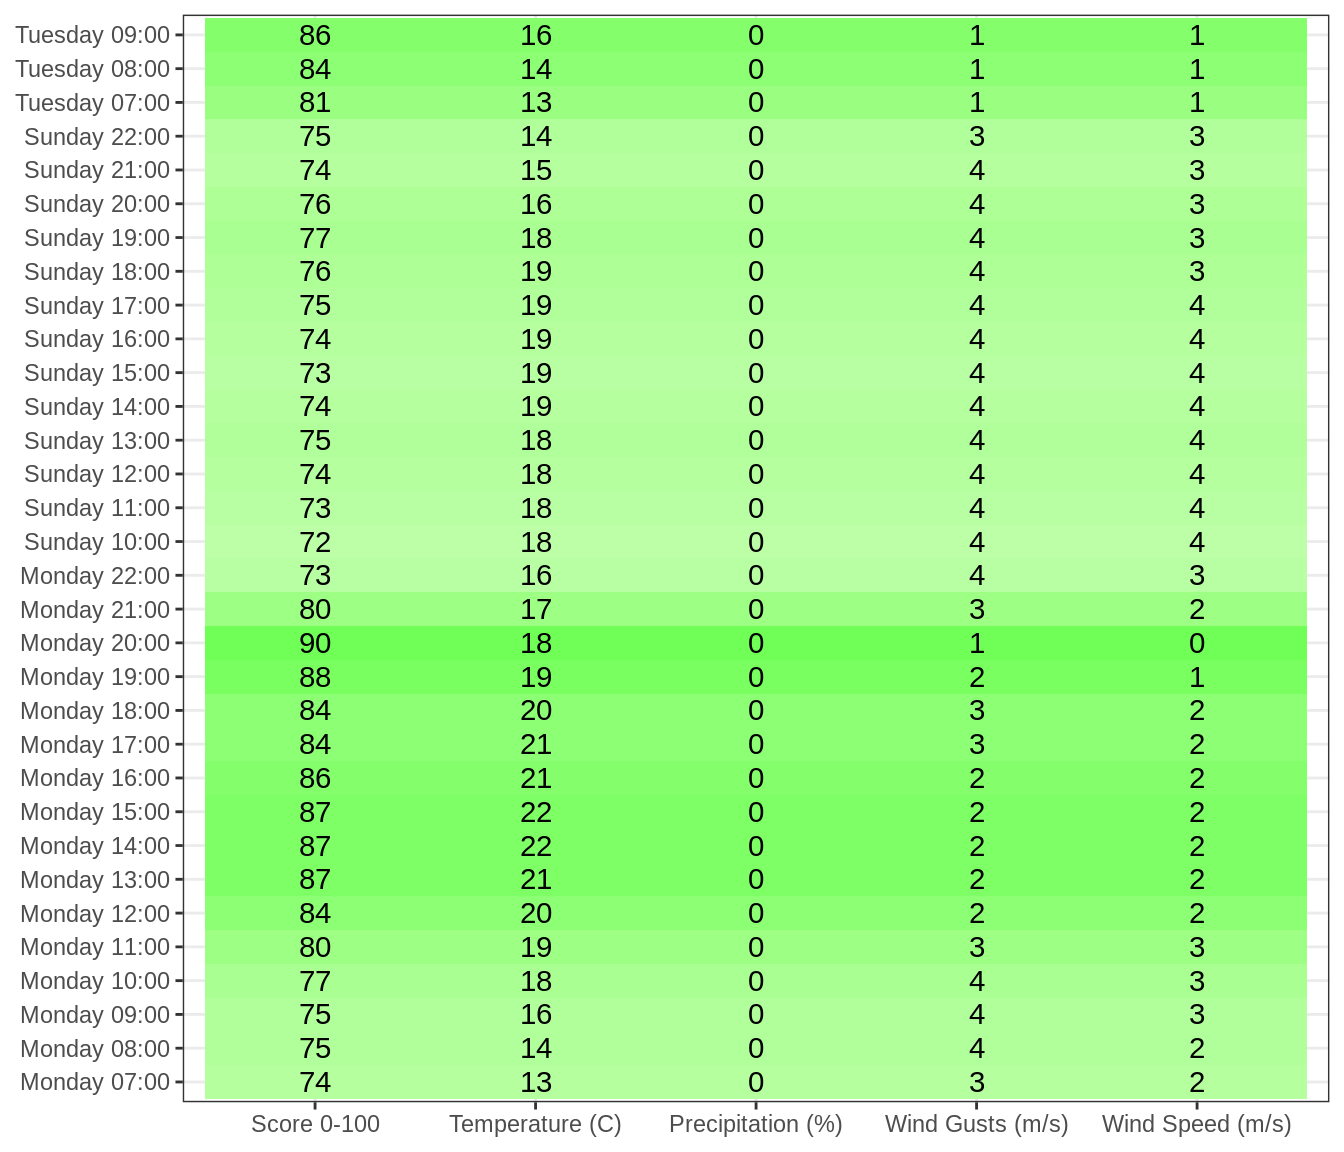 Tuesday 09:00 86 16 0 1 1
Tuesday 08:00 84 14 0 1 1
Tuesday 07:00 81 13 0 1 1
Sunday 22:00 75 14 0 3 3
Sunday 21:00 74 15 0 4 3
Sunday 20:00 76 16 0 4 3
Sunday 19:00 77 18 0 4 3
Sunday 18:00 76 19 0 4 3
Sunday 17:00 75 19 0 4 4
Sunday 16:00 74 19 0 4 4
Sunday 15:00 73 19 0 4 4
Sunday 14:00 74 19 0 4 4
Sunday 13:00 75 18 0 4 4
Sunday 12:00 74 18 0 4 4
Sunday 11:00 73 18 0 4 4
Sunday 10:00 72 18 0 4 4
Monday 22:00 73 16 0 4 3
Monday 21:00 80 17 0 3 2
Monday 20:00 90 18 0 1 0
Monday 19:00 88 19 0 2 1
Monday 18:00 84 20 0 3 2
Monday 17:00 84 21 0 3 2
Monday 16:00 86 21 0 2 2
Monday 15:00 87 22 0 2 2
Monday 14:00 87 22 0 2 2
Monday 13:00 87 21 0 2 2
Monday 12:00 84 20 0 2 2
Monday 11:00 80 19 0 3 3
Monday 10:00 77 18 0 4 3
Monday 09:00 75 16 0 4 3
Monday 08:00 75 14 0 4 2
Monday 07:00 74 13 0 3 2
Score 0-100 Temperature (C) Precipitation (%) Wind Gusts (m/s) Wind Speed (m/s)